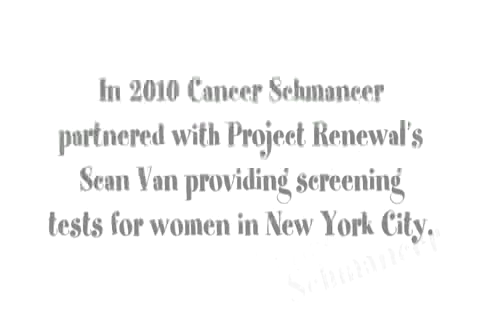 In 2010 Cancer Schmancer
partnered with Project Renewal's
Scan Van providing screening
tests for women in New York City.
Schmancer